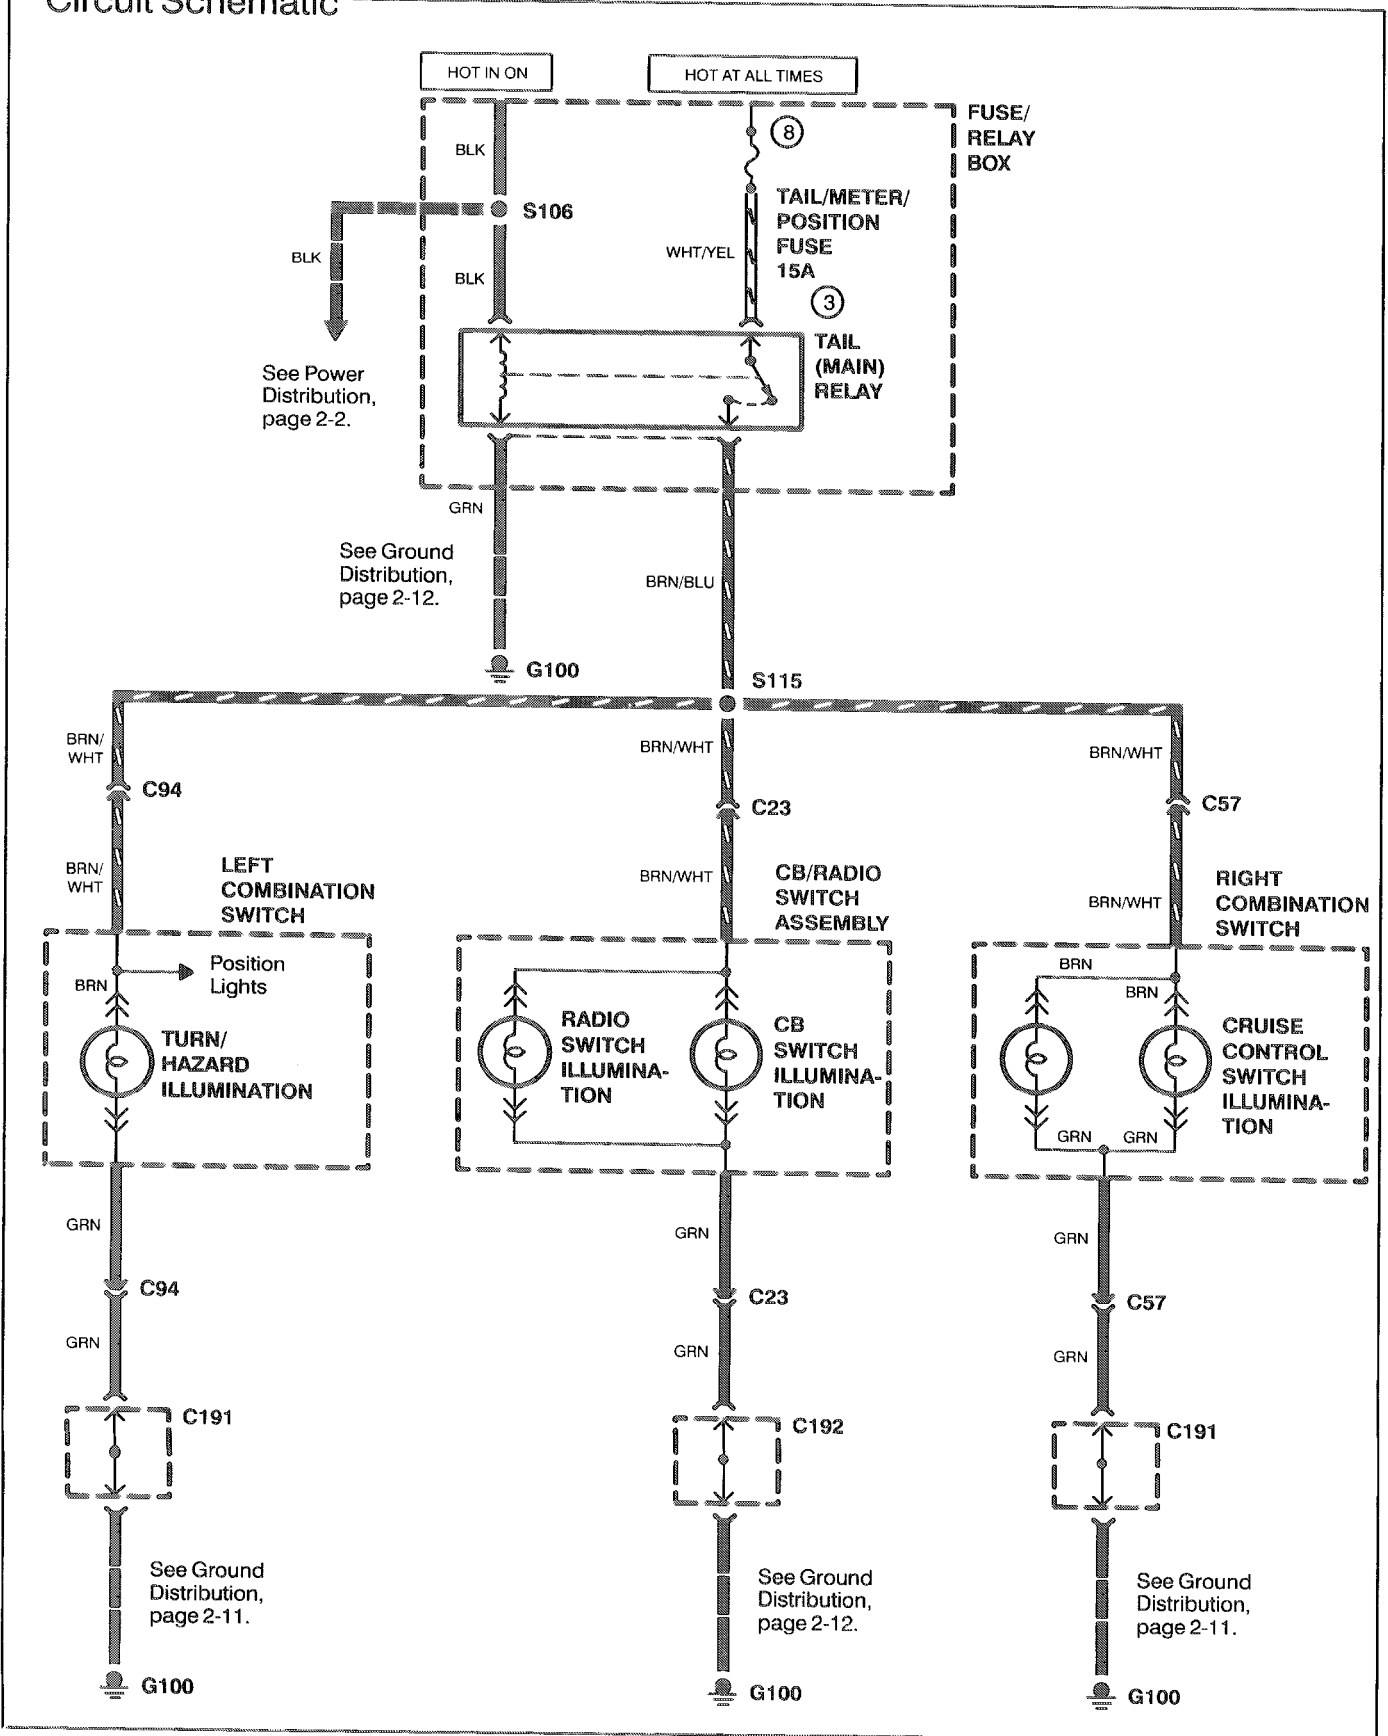 Circuit Schematic
HOT IN ON
HOT AT ALL TIMES
FUSE/
RELAY
BOX
8
BLK
S106
TAIL/METER/
POSITION
FUSE
15A
WHT/YEL
BLK
BLK
3
TAIL
(MAIN)
RELAY
See Power
Distribution,
page 2-2.
GRN
See Ground
Distribution,
page 2-12.
BRN/BLU
G100
S115
BRN/
WHT
BRN/WHT
BRN/WHT
C94
C23
C57
BRN/
WHT
LEFT
COMBINATION
SWITCH
BRN/WHT
CB/RADIO
SWITCH
ASSEMBLY
BRN/WHT
RIGHT
COMBINATION
SWITCH
Position
Lights
BRN
TURN/
HAZARD
ILLUMINATION
RADIO
SWITCH
ILLUMINA-
TION
CB
SWITCH
ILLUMINA-
TION
BRN
BRN
CRUISE
CONTROL
SWITCH
ILLUMINA-
TION
GRN
GRN
GRN
GRN
GRN
C94
C23
C57
GRN
GRN
GRN
C191
C192
C191
See Ground
Distribution,
page 2-11.
See Ground
Distribution,
page 2-12.
See Ground
Distribution,
page 2-11.
G100
G100
G100